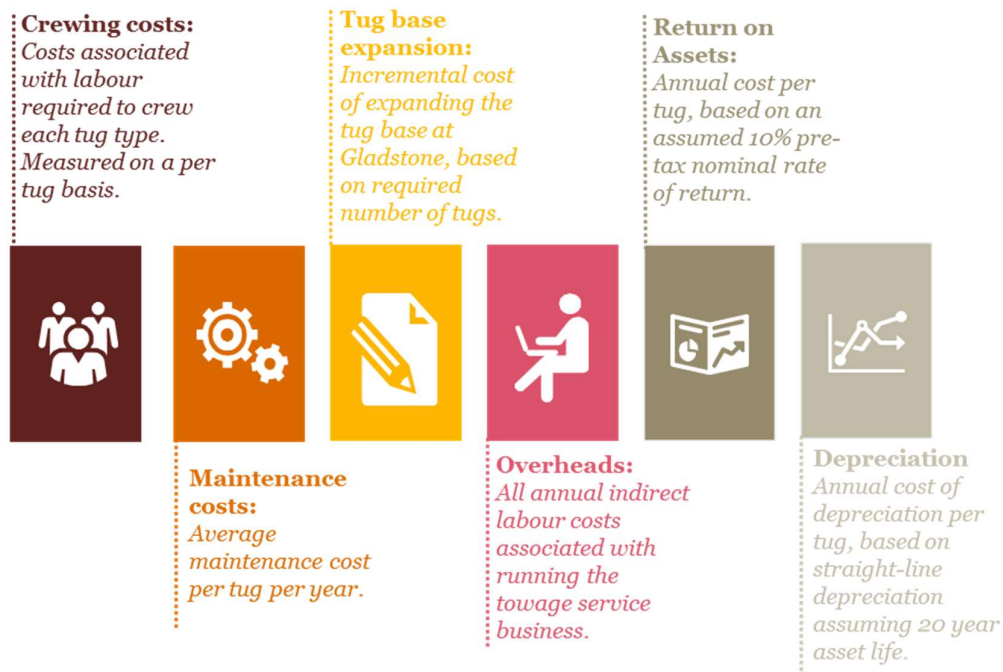 Crewing costs:
Costs associated
with labour
required to crew
each tug type.
Measured on a per
tug basis.
Tug base
expansion:
Incremental cost
of expanding the
tug base at
Gladstone, based
on required
number of tugs.
Return on
Assets:
Annual cost per
tug, based on an
assumed 10% pre-
tax nominal rate
of return.
Maintenance
costs:
Average
maintenance cost
per tug per year.
Overheads:
All annual indirect
labour costs
associated with
running the
towage service
business.
Depreciation
Annual cost of
depreciation per
tug, based on
straight-line
depreciation
assuming 20 year
asset life.